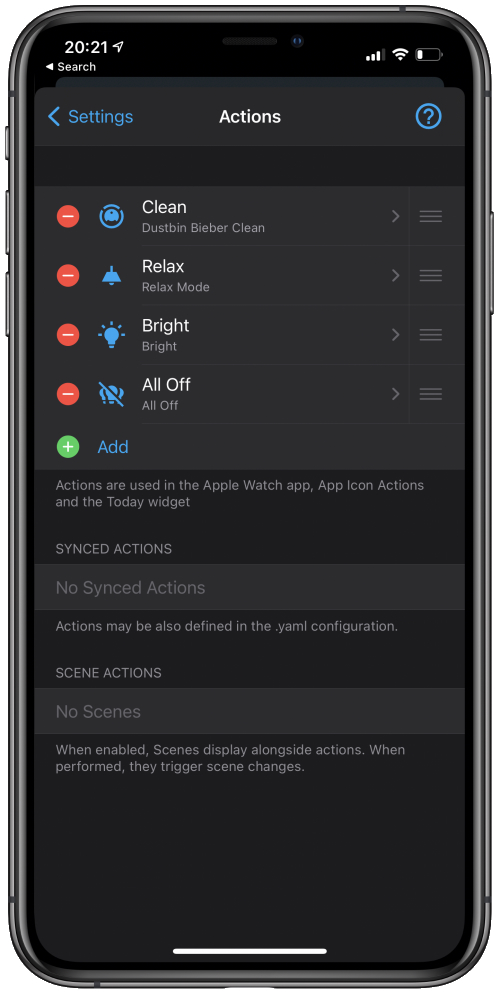 20:21
Search
Settings
Actions
Clean
Dustbin Bieber Clean
Relax
Relax Mode
Bright
Bright
All Off
All Off
Add
Actions are used in the Apple Watch app, App Icon Actions
and the Today widget
SYNCED ACTIONS
No Synced Actions
Actions may be also defined in the .yaml configuration.
SCENE ACTIONS
No Scenes
When enabled, Scenes display alongside actions. When
performed, they trigger scene changes.